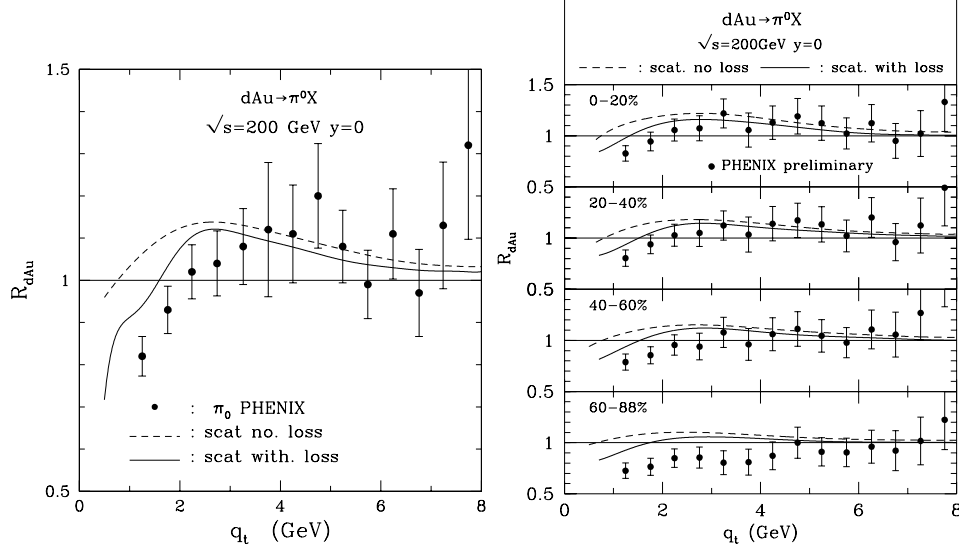 1.5
dAu→π⁰X
√s=200 GeV y=0
R_dAu
1
• : π₀ PHENIX
---- : scat no. loss
—— : scat with. loss
0.5
0 2 4 6 8
q_t (GeV)
dAu→π⁰X
√s=200GeV y=0
---- : scat. no loss —— : scat. with loss
1.5
0−20%
1
• PHENIX preliminary
0.5
20−40%
R_dAu
1
0.5
40−60%
1
0.5
60−88%
1
0.5
0 2 4 6 8
q_t (GeV)